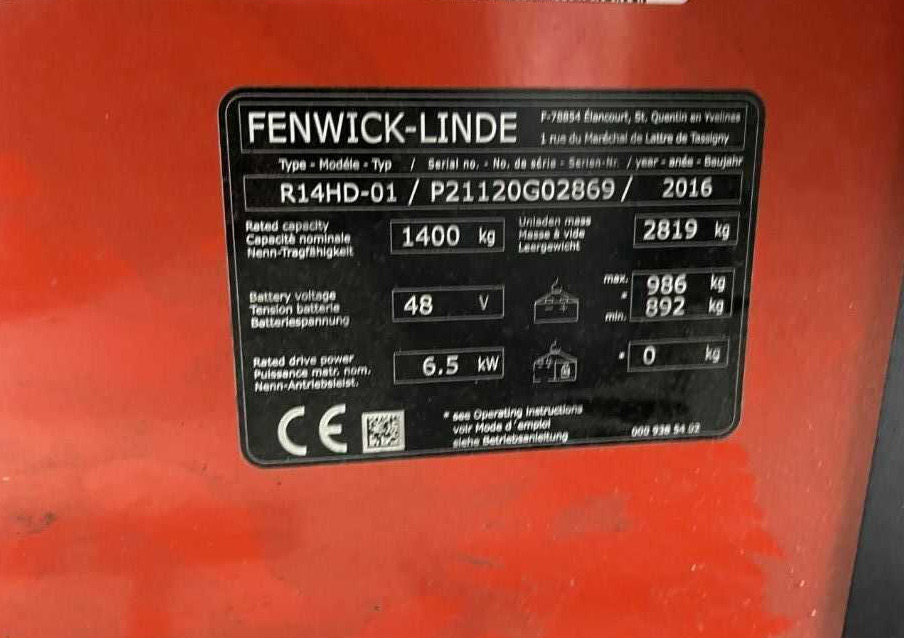 FENWICK-LINDE
F-78854 Élancourt, St. Quentin en Yvelines
1 rue du Maréchal de Lattre de Tassigny
Type - Modéle - Typ / Serial no. - No. de série - Serien-Nr. / year - année - Baujahr
R14HD-01 / P21120G02869 / 2016
Rated capacity
Capacité nominale
Nenn-Tragfähigkeit
1400 kg
Unladen mass
Masse à vide
Leergewicht
2819 kg
Battery voltage
Tension batterie
Batteriespannung
48 V
max. 986 kg
*
min. 892 kg
Rated drive power
Puissance motr. nom.
Nenn-Antriebsleist.
6.5 kW
* 0 kg
CE
* see Operating Instructions
voir Mode d'emploi
siehe Betriebsanleitung
000 938 54 02